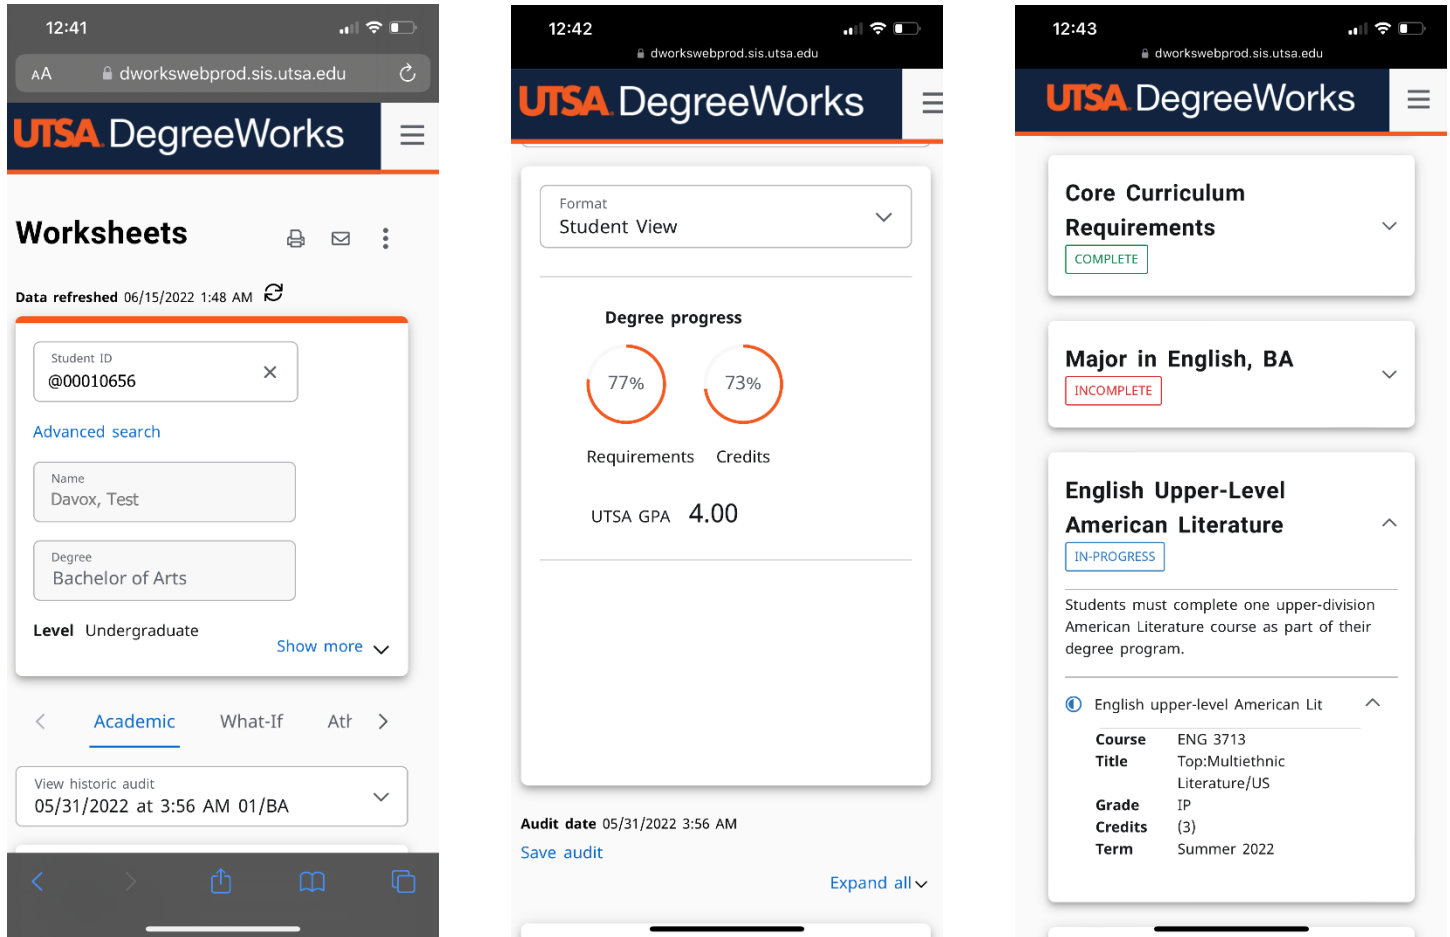 12:41
AA dworkswebprod.sis.utsa.edu
UTSA. DegreeWorks
Worksheets
Data refreshed 06/15/2022 1:48 AM
Student ID
@00010656
Advanced search
Name
Davox, Test
Degree
Bachelor of Arts
Level Undergraduate
Show more
Academic What-If Ath
View historic audit
05/31/2022 at 3:56 AM 01/BA
12:42
dworkswebprod.sis.utsa.edu
UTSA. DegreeWorks
Format
Student View
Degree progress
77% 73%
Requirements Credits
UTSA GPA 4.00
Audit date 05/31/2022 3:56 AM
Save audit
Expand all
12:43
dworkswebprod.sis.utsa.edu
UTSA. DegreeWorks
Core Curriculum
Requirements
COMPLETE
Major in English, BA
INCOMPLETE
English Upper-Level
American Literature
IN-PROGRESS
Students must complete one upper-division
American Literature course as part of their
degree program.
English upper-level American Lit
Course ENG 3713
Title Top:Multiethnic
Literature/US
Grade IP
Credits (3)
Term Summer 2022